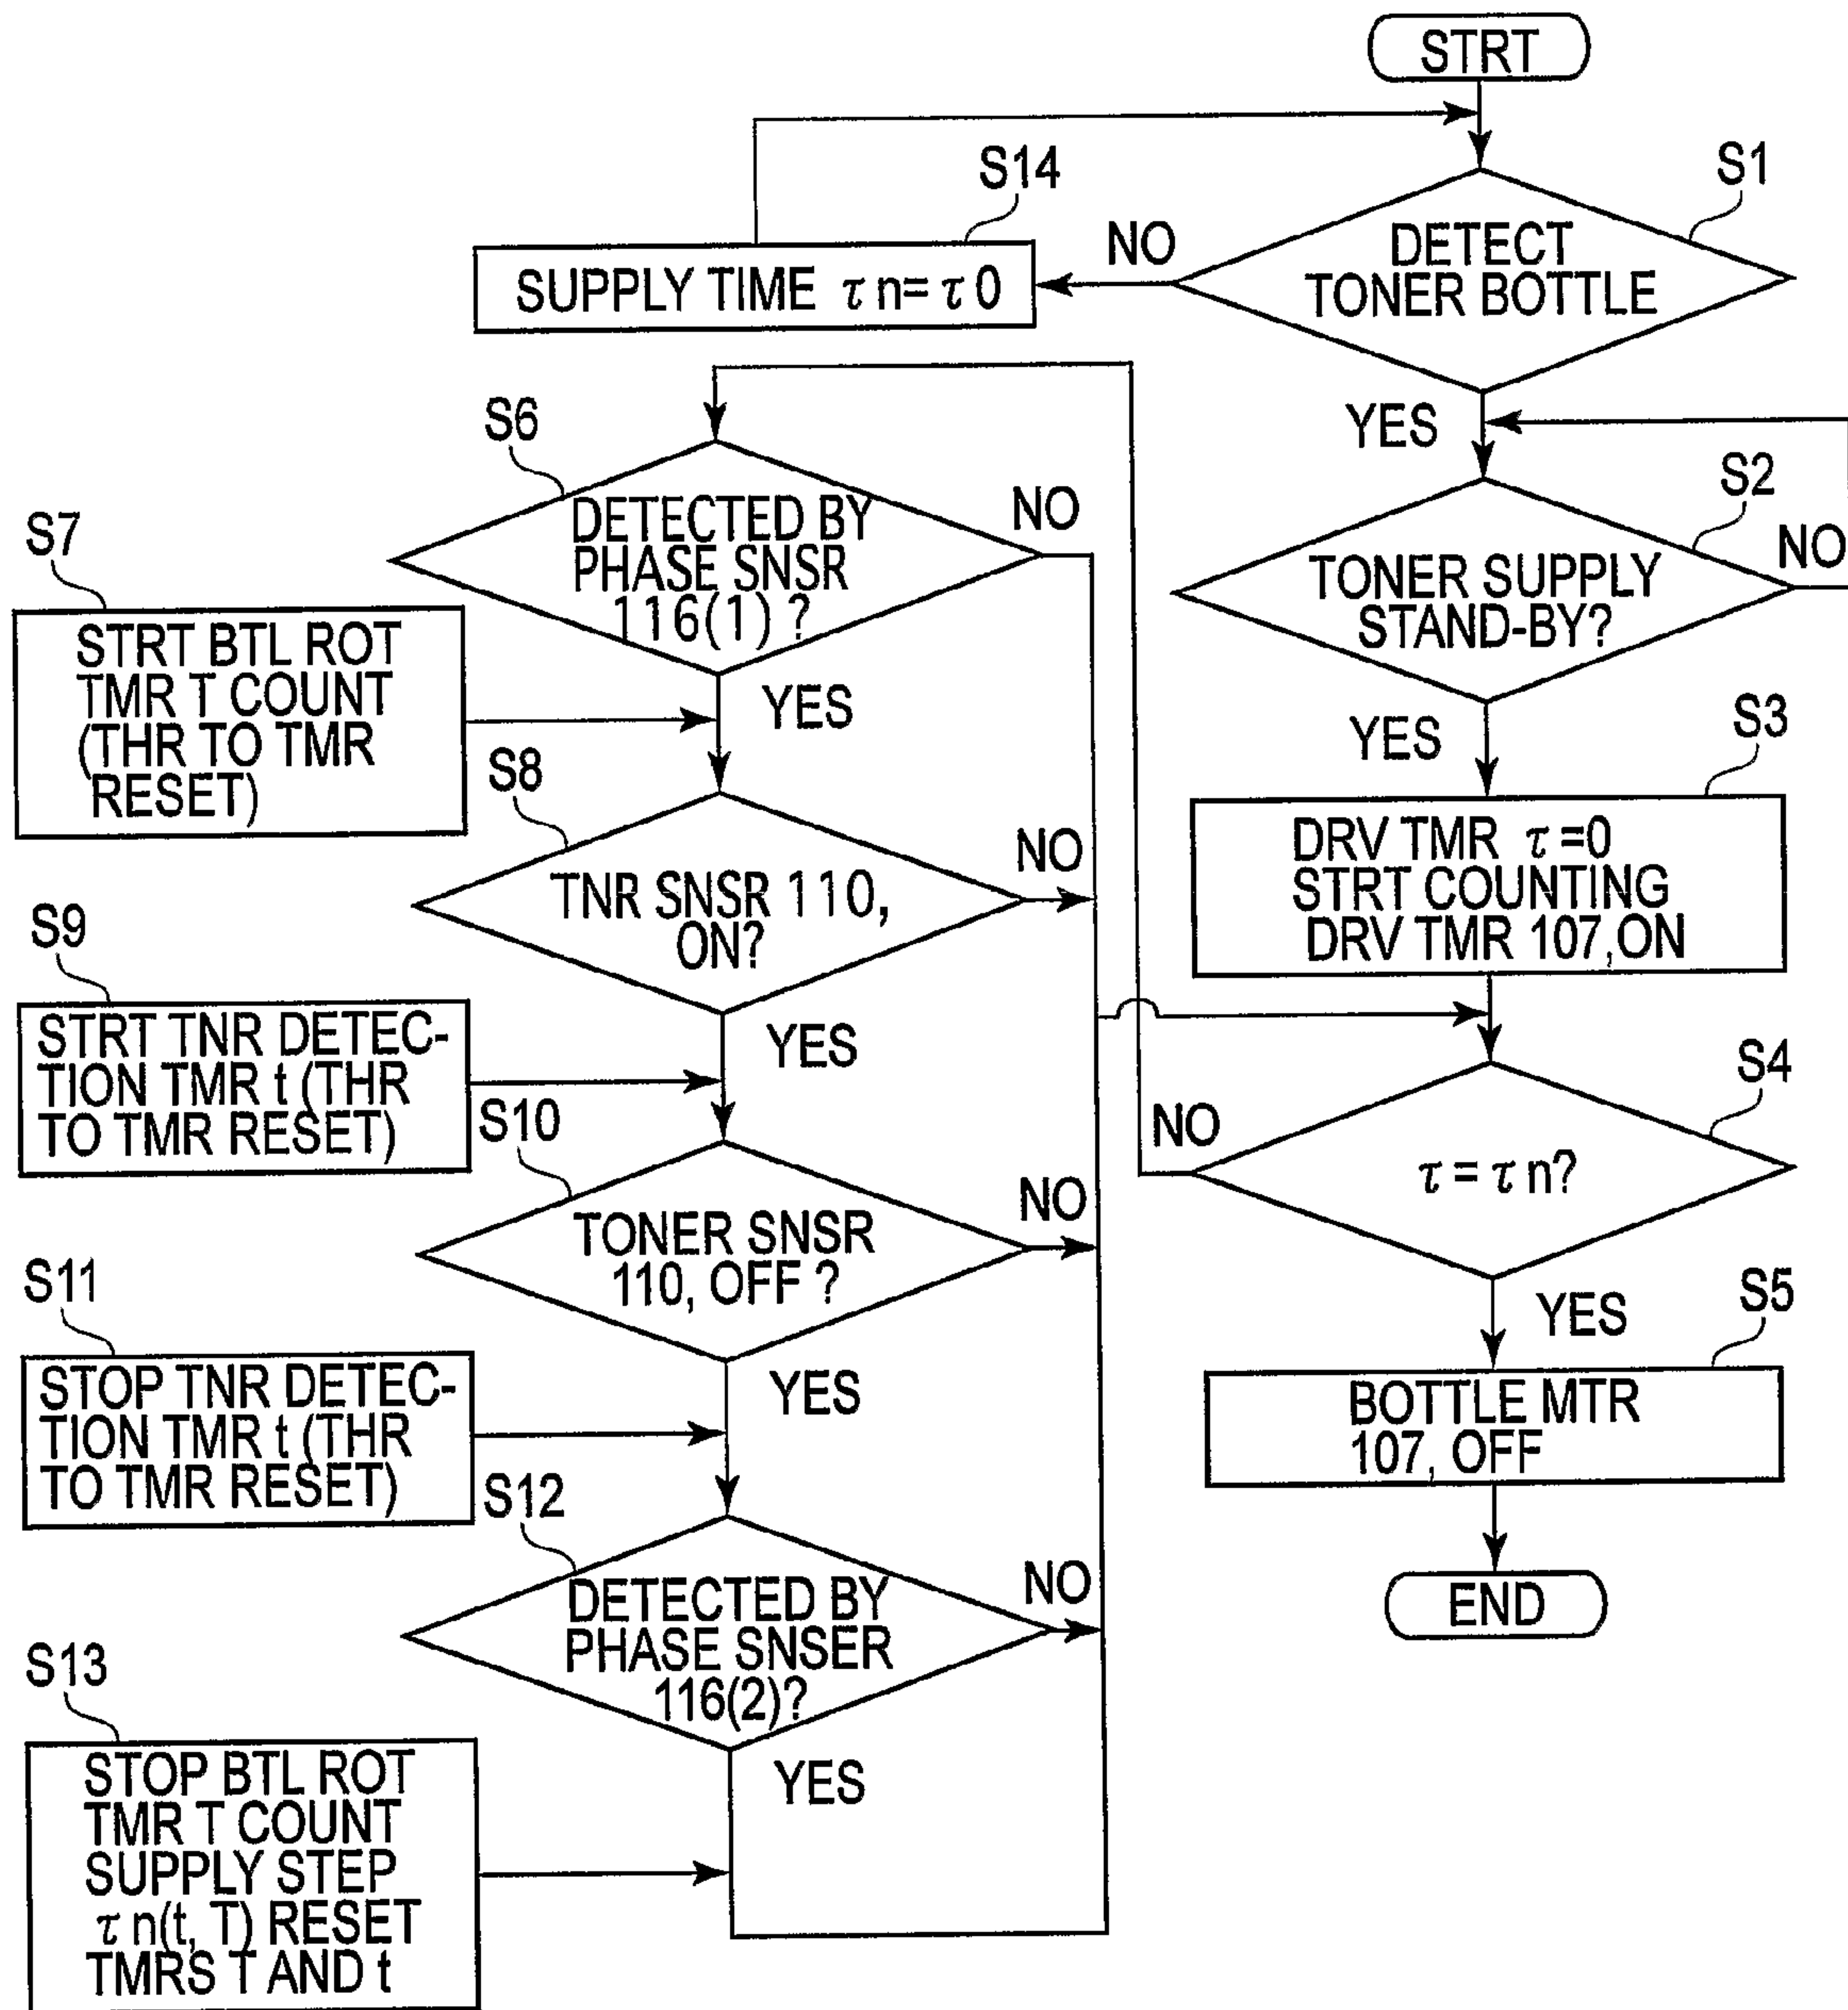 STRT
S1
DETECT
TONER BOTTLE
NO
S14
SUPPLY TIME τ n= τ 0
YES
S2
TONER SUPPLY
STAND-BY?
NO
YES
S3
DRV TMR τ =0
STRT COUNTING
DRV TMR 107, ON
S4
τ = τ n?
NO
YES
S5
BOTTLE MTR
107, OFF
END
S6
DETECTED BY
PHASE SNSR
116(1) ?
NO
YES
S7
STRT BTL ROT
TMR T COUNT
(THR TO TMR
RESET)
S8
TNR SNSR 110,
ON?
NO
YES
S9
STRT TNR DETEC-
TION TMR t (THR
TO TMR RESET)
S10
TONER SNSR
110, OFF ?
NO
YES
S11
STOP TNR DETEC-
TION TMR t (THR
TO TMR RESET)
S12
DETECTED BY
PHASE SNSER
116(2)?
NO
YES
S13
STOP BTL ROT
TMR T COUNT
SUPPLY STEP
τ n(t, T) RESET
TMRS T AND t